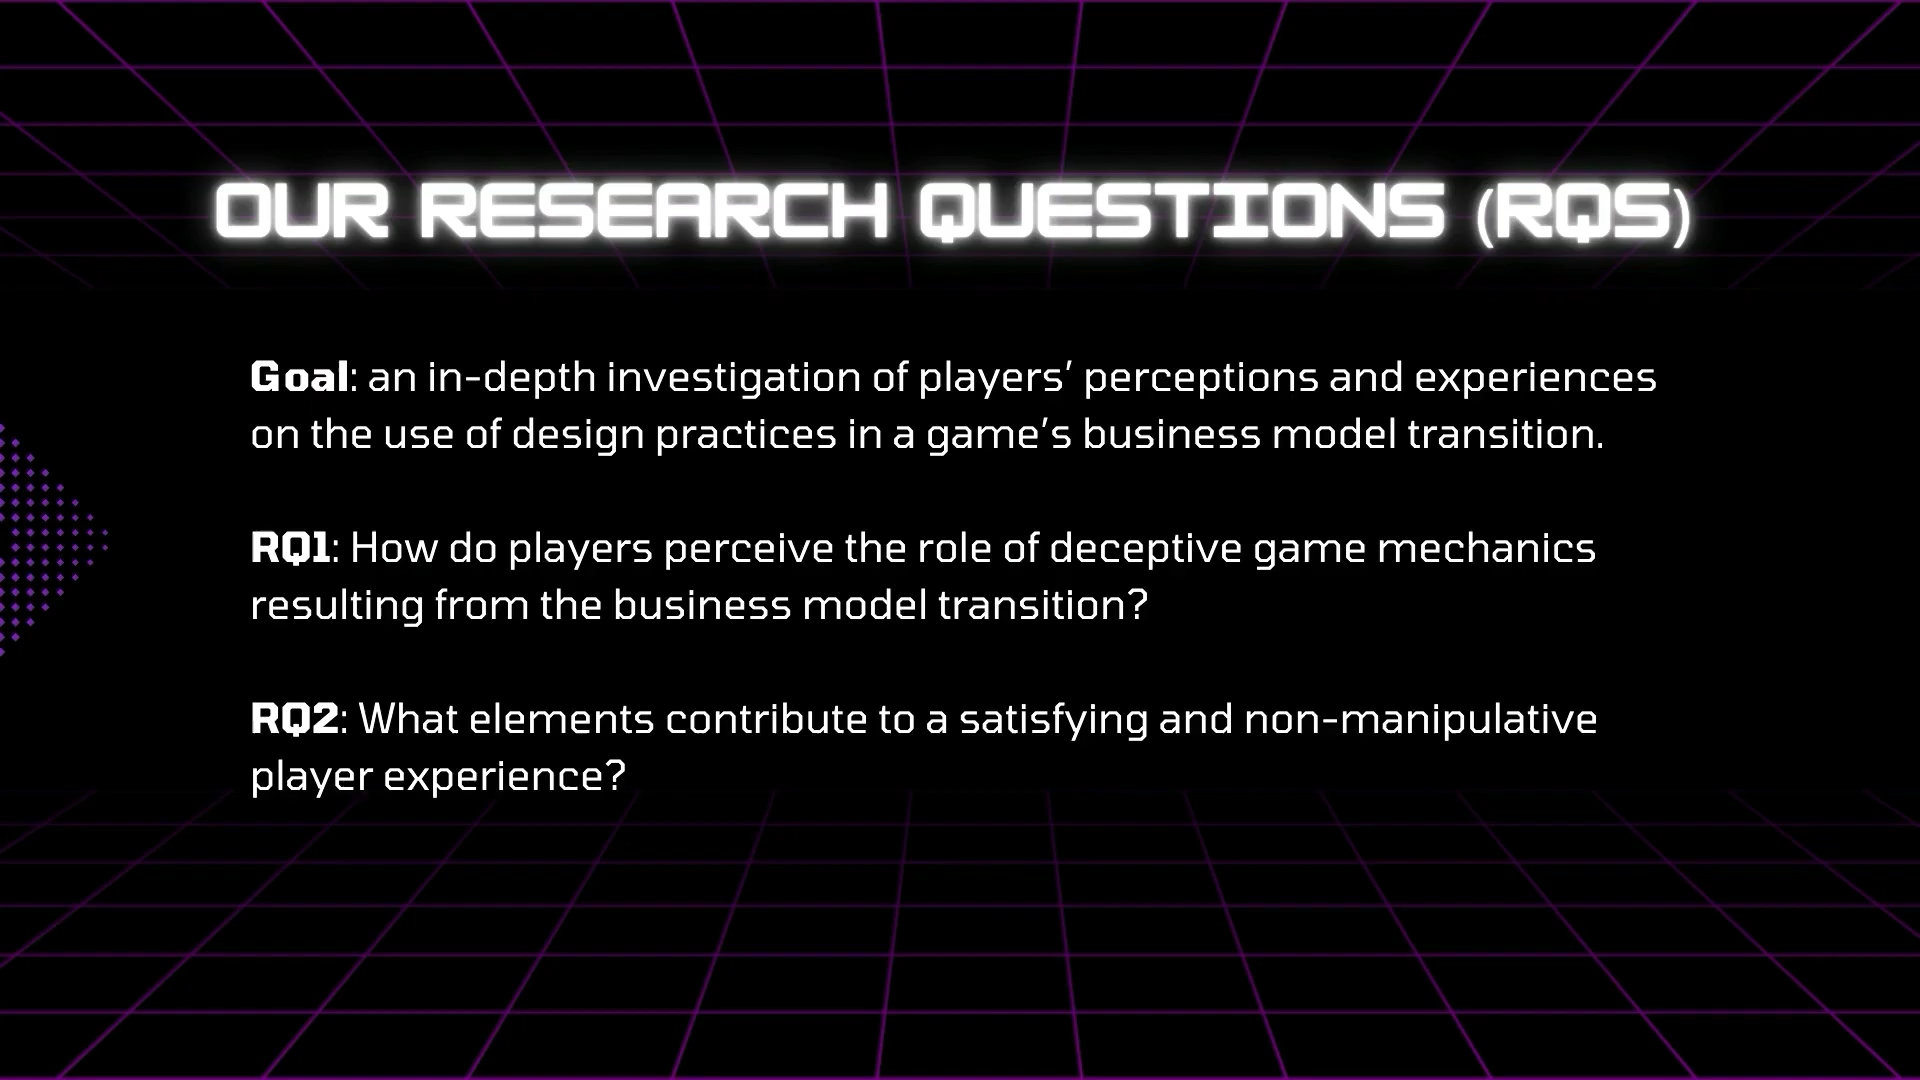 OUR RESEARCH QUESTIONS (RQS)
Goal: an in-depth investigation of players’ perceptions and experiences
on the use of design practices in a game’s business model transition.
RQ1: How do players perceive the role of deceptive game mechanics
resulting from the business model transition?
RQ2: What elements contribute to a satisfying and non-manipulative
player experience?